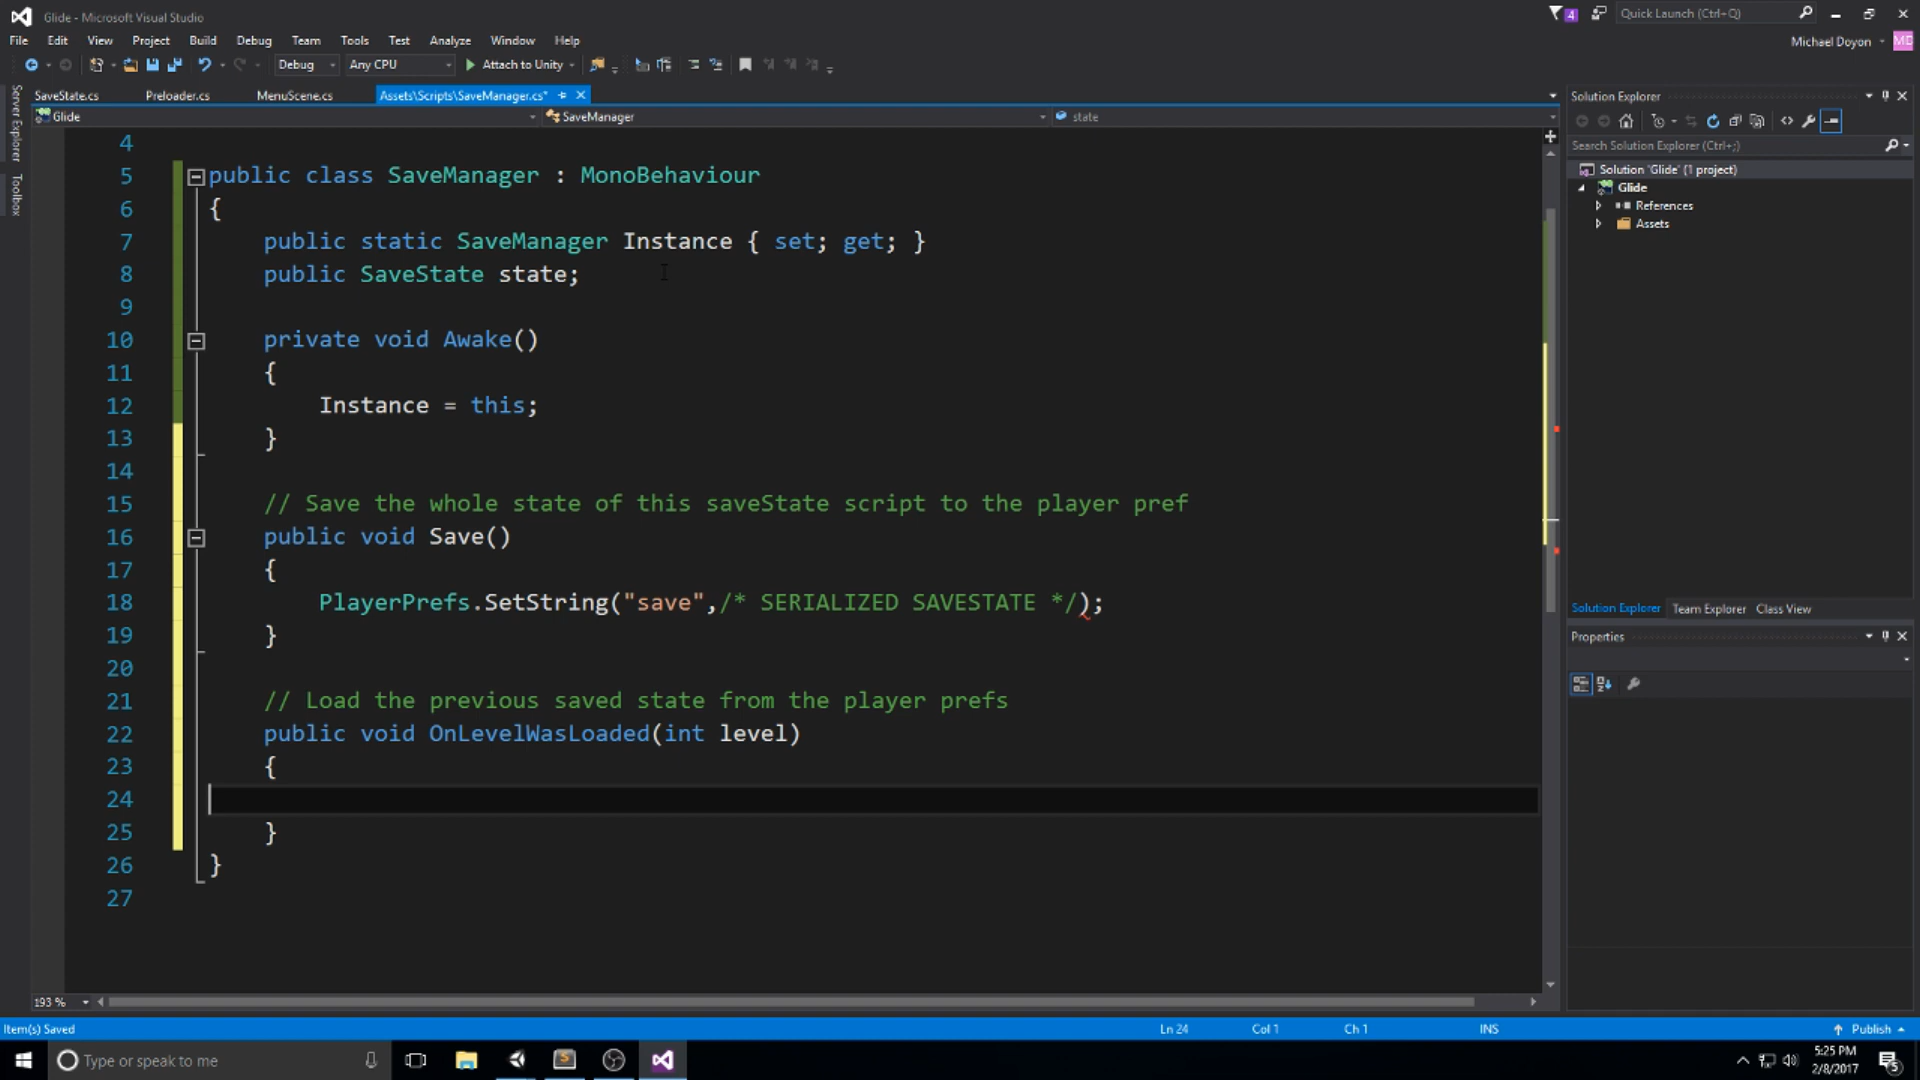 Glide - Microsoft Visual Studio
4
Quick Launch (Ctrl+Q)
File Edit View Project Build Debug Team Tools Test Analyze Window Help
Michael Doyon
MD
Debug Any CPU Attach to Unity
Server Explorer
Toolbox
SaveState.cs Preloader.cs MenuScene.cs Assets\Scripts\SaveManager.cs*
Glide SaveManager state
4
5 public class SaveManager : MonoBehaviour
6 {
7 public static SaveManager Instance { set; get; }
8 public SaveState state;
9
10 private void Awake()
11 {
12 Instance = this;
13 }
14
15 // Save the whole state of this saveState script to the player pref
16 public void Save()
17 {
18 PlayerPrefs.SetString("save",/* SERIALIZED SAVESTATE */);
19 }
20
21 // Load the previous saved state from the player prefs
22 public void OnLevelWasLoaded(int level)
23 {
24
25 }
26 }
27
193 %
Solution Explorer
Search Solution Explorer (Ctrl+;)
Solution 'Glide' (1 project)
Glide
References
Assets
Solution Explorer Team Explorer Class View
Properties
Item(s) Saved Ln 24 Col 1 Ch 1 INS Publish
Type or speak to me
5:25 PM
2/8/2017
5